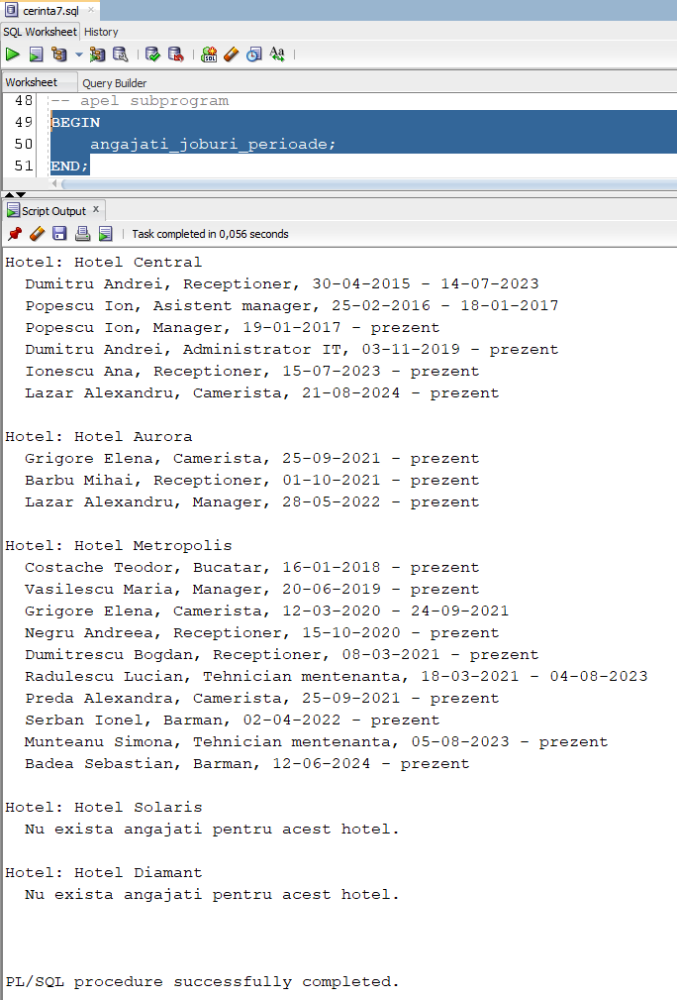 cerinta7.sql
SQL Worksheet History
Worksheet Query Builder
48 -- apel subprogram
49 BEGIN
50 angajati_joburi_perioade;
51 END;
Script Output x
Task completed in 0,056 seconds
Hotel: Hotel Central
Dumitru Andrei, Receptioner, 30-04-2015 - 14-07-2023
Popescu Ion, Asistent manager, 25-02-2016 - 18-01-2017
Popescu Ion, Manager, 19-01-2017 - prezent
Dumitru Andrei, Administrator IT, 03-11-2019 - prezent
Ionescu Ana, Receptioner, 15-07-2023 - prezent
Lazar Alexandru, Camerista, 21-08-2024 - prezent
Hotel: Hotel Aurora
Grigore Elena, Camerista, 25-09-2021 - prezent
Barbu Mihai, Receptioner, 01-10-2021 - prezent
Lazar Alexandru, Manager, 28-05-2022 - prezent
Hotel: Hotel Metropolis
Costache Teodor, Bucatar, 16-01-2018 - prezent
Vasilescu Maria, Manager, 20-06-2019 - prezent
Grigore Elena, Camerista, 12-03-2020 - 24-09-2021
Negru Andreea, Receptioner, 15-10-2020 - prezent
Dumitrescu Bogdan, Receptioner, 08-03-2021 - prezent
Radulescu Lucian, Tehnician mentenanta, 18-03-2021 - 04-08-2023
Preda Alexandra, Camerista, 25-09-2021 - prezent
Serban Ionel, Barman, 02-04-2022 - prezent
Munteanu Simona, Tehnician mentenanta, 05-08-2023 - prezent
Badea Sebastian, Barman, 12-06-2024 - prezent
Hotel: Hotel Solaris
Nu exista angajati pentru acest hotel.
Hotel: Hotel Diamant
Nu exista angajati pentru acest hotel.
PL/SQL procedure successfully completed.